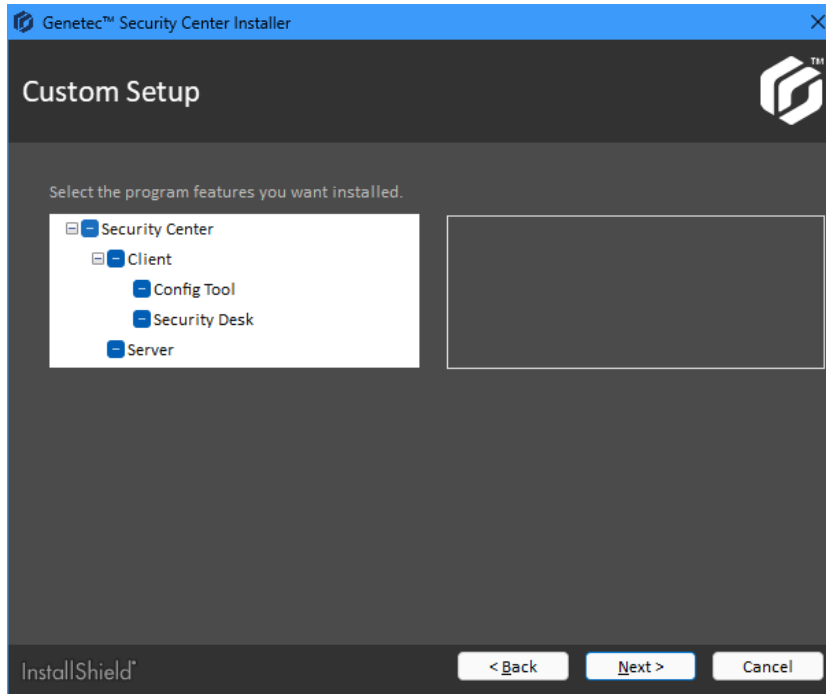 Genetec™ Security Center Installer
Custom Setup
TM
Select the program features you want installed.
Security Center
Client
Config Tool
Security Desk
Server
InstallShield
< Back
Next >
Cancel